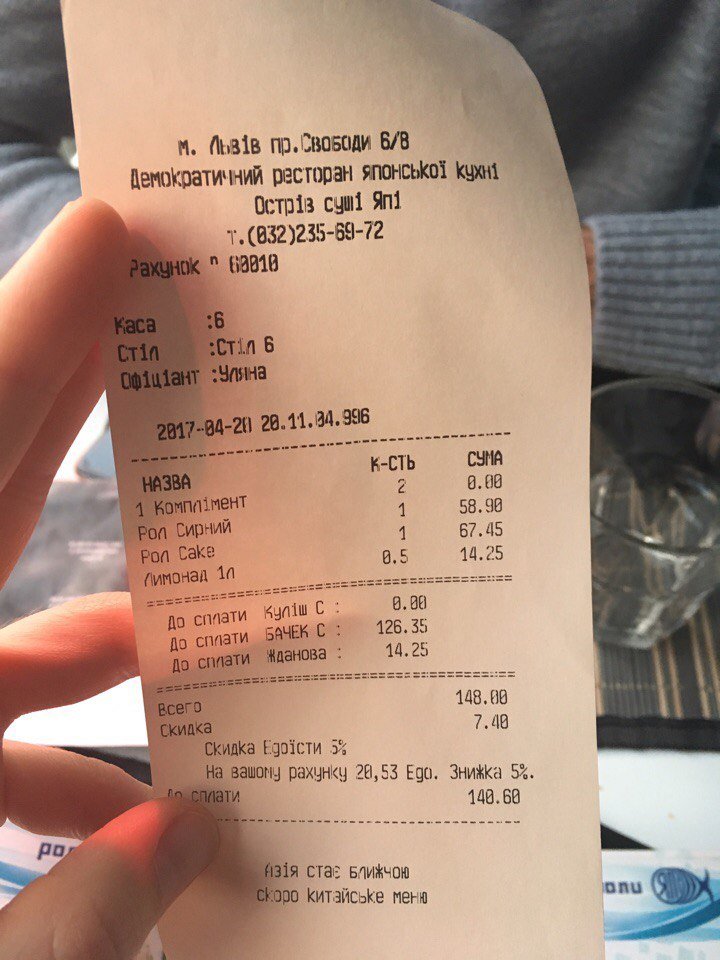 м. Львів пр.Свободи 6/8
Демократичний ресторан японської кухні
Острів суші Япі
т.(032)235-69-72
Рахунок n 60010
Каса :6
Стіл :Стіл 6
Офіціант :Уляна
2017-04-20 20.11.04.996
НАЗВА К-СТЬ СУМА
1 Комплімент 2 0.00
Рол Сирний 1 58.90
Рол Саке 1 67.45
Лимонад 1л 0.5 14.25
До сплати Куліш С : 0.00
До сплати БАЧЕК С : 126.35
До сплати Жданова : 14.25
Всего 148.00
Скидка 7.40
Скидка Egoїсти 5%
На вашому рахунку 20,53 Ego. Знижка 5%.
До сплати 140.60
Азія стає ближчою
скоро китайське меню